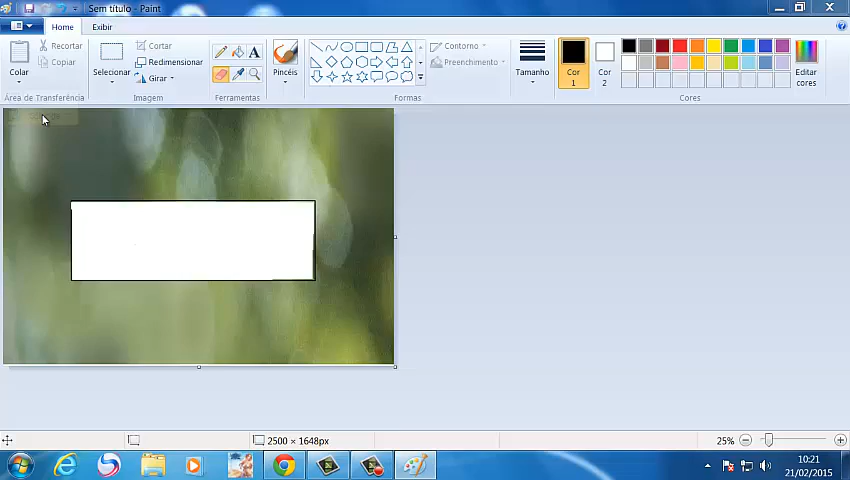 Sem título - Paint
Home Exibir
Colar
Recortar
Copiar
Área de Transferência
Selecionar
Cortar
Redimensionar
Girar
Imagem
A
Ferramentas
Pincéis
Contorno
Preenchimento
Formas
Tamanho
Cor 1
Cor 2
Editar cores
Cores
2500 × 1648px
25%
10:21
21/02/2015